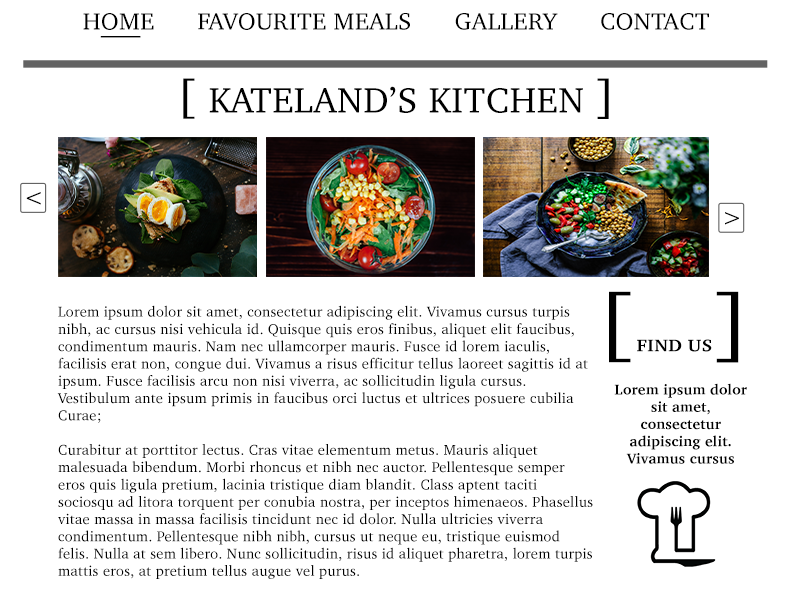 HOME FAVOURITE MEALS GALLERY CONTACT
[ KATELAND’S KITCHEN ]
<
>
Lorem ipsum dolor sit amet, consectetur adipiscing elit. Vivamus cursus turpis
nibh, ac cursus nisi vehicula id. Quisque quis eros finibus, aliquet elit faucibus,
condimentum mauris. Nam nec ullamcorper mauris. Fusce id lorem iaculis,
facilisis erat non, congue dui. Vivamus a risus efficitur tellus laoreet sagittis id at
ipsum. Fusce facilisis arcu non nisi viverra, ac sollicitudin ligula cursus.
Vestibulum ante ipsum primis in faucibus orci luctus et ultrices posuere cubilia
Curae;
Curabitur at porttitor lectus. Cras vitae elementum metus. Mauris aliquet
malesuada bibendum. Morbi rhoncus et nibh nec auctor. Pellentesque semper
eros quis ligula pretium, lacinia tristique diam blandit. Class aptent taciti
sociosqu ad litora torquent per conubia nostra, per inceptos himenaeos. Phasellus
vitae massa in massa facilisis tincidunt nec id dolor. Nulla ultricies viverra
condimentum. Pellentesque nibh nibh, cursus ut neque eu, tristique euismod
felis. Nulla at sem libero. Nunc sollicitudin, risus id aliquet pharetra, lorem turpis
mattis eros, at pretium tellus augue vel purus.
[ FIND US ]
Lorem ipsum dolor
sit amet,
consectetur
adipiscing elit.
Vivamus cursus